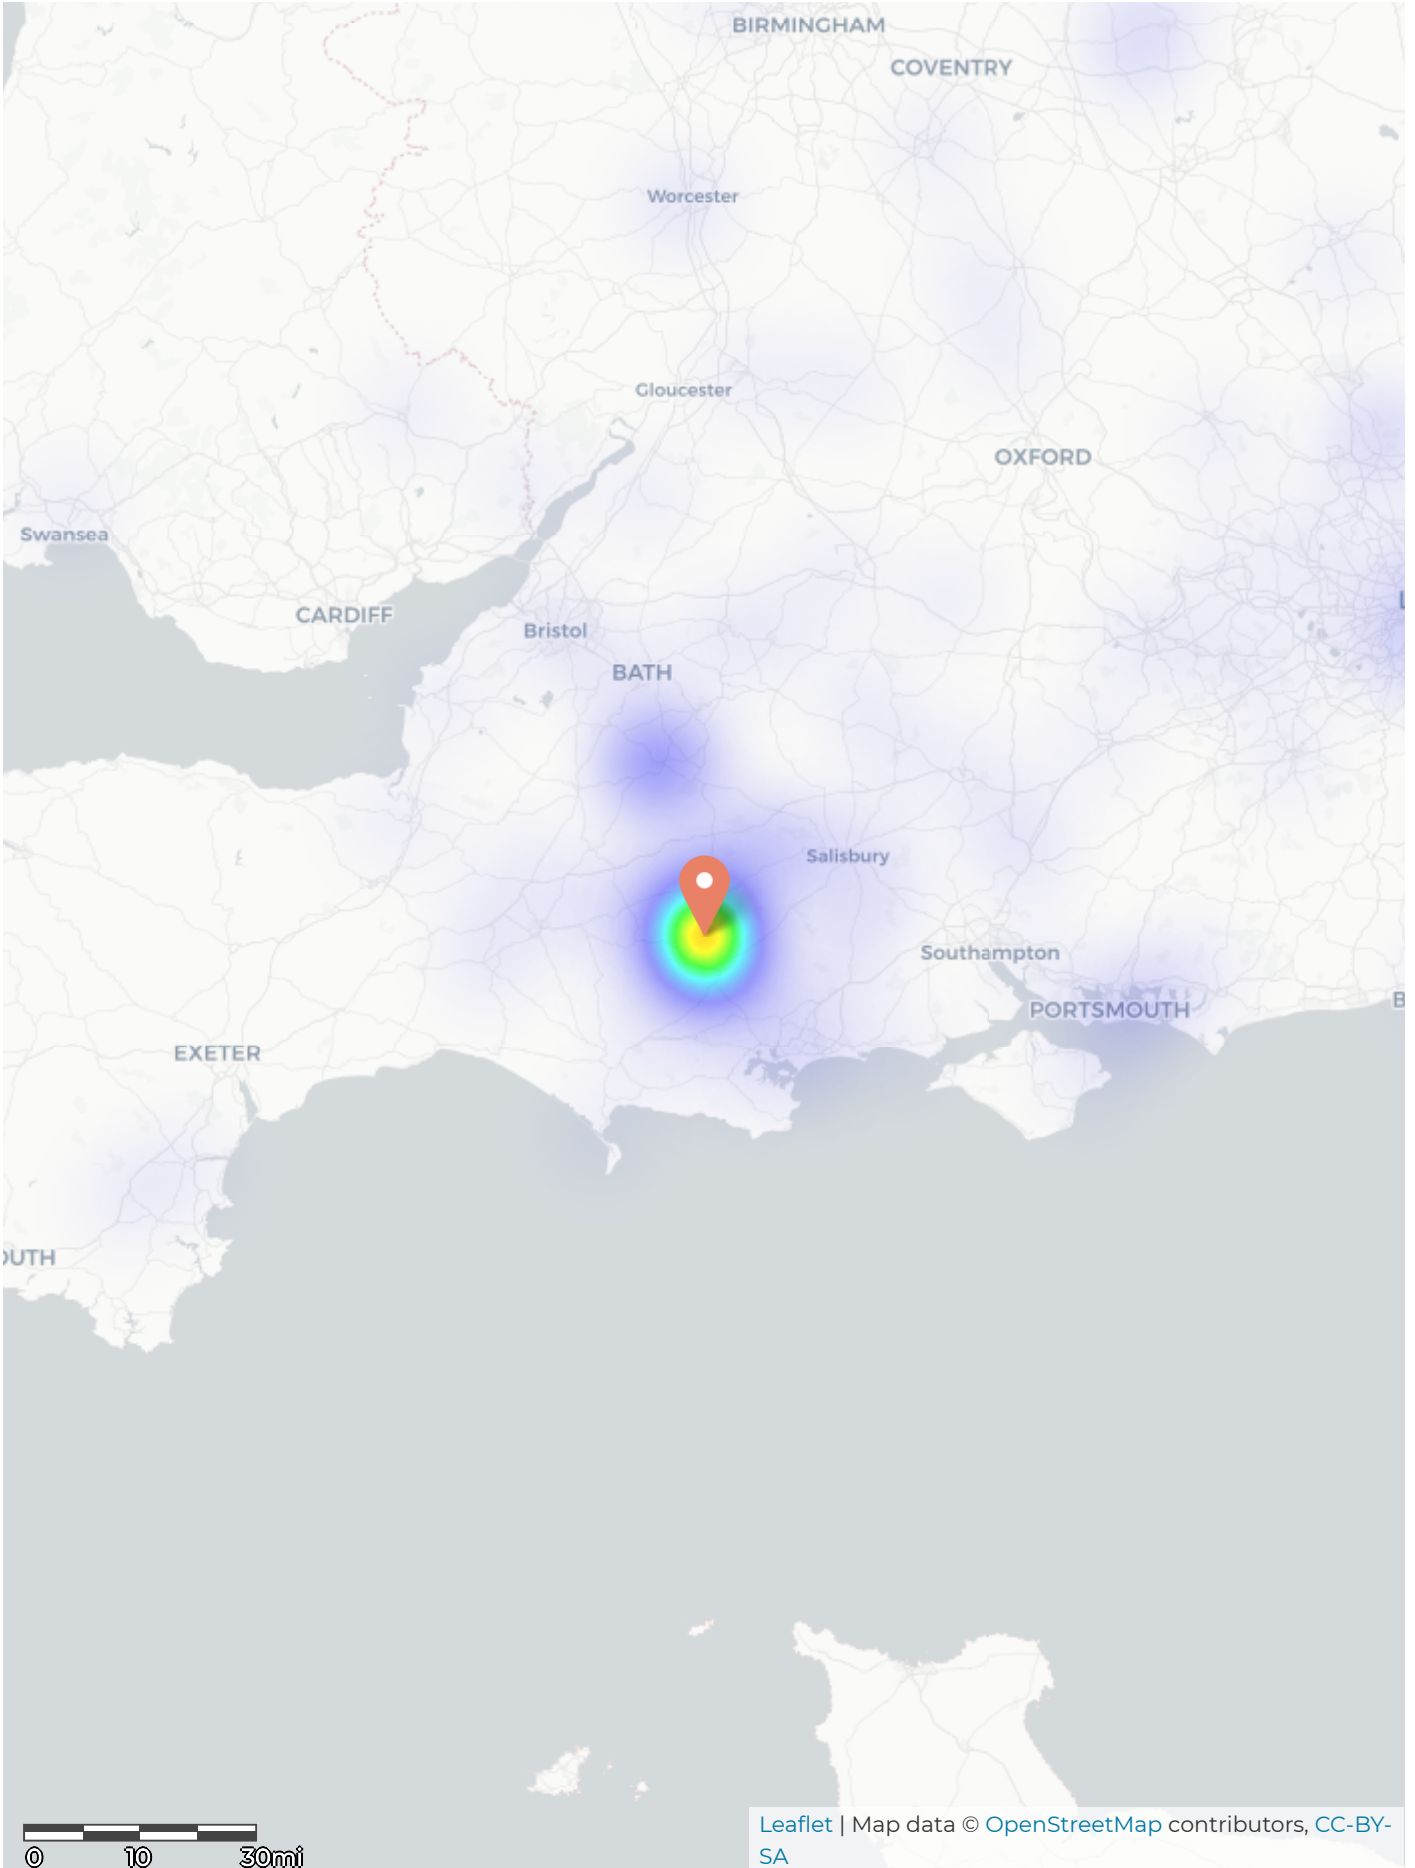 BIRMINGHAM
COVENTRY
Worcester
Gloucester
OXFORD
Swansea
CARDIFF
L
Bristol
BATH
Salisbury
Southampton
PORTSMOUTH
B
EXETER
OUTH
0 10 30mi
Leaflet | Map data © OpenStreetMap contributors, CC-BY-
SA